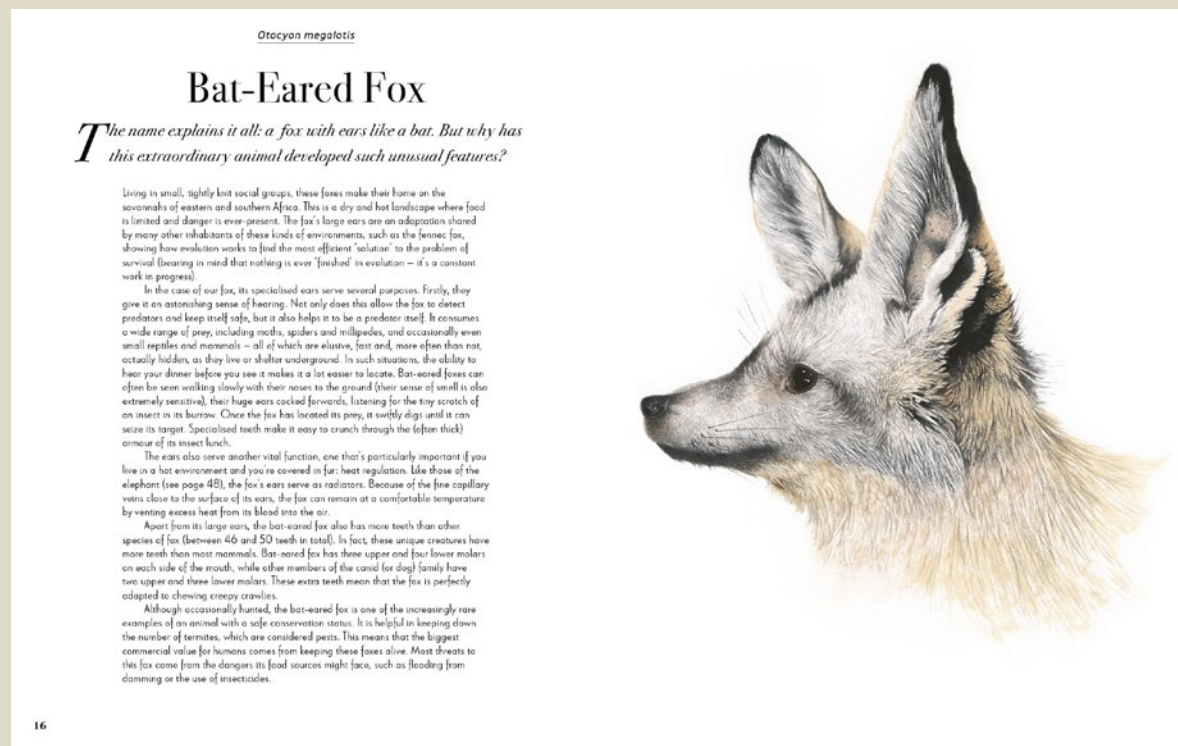 Otocyon megalotis
Bat-Eared Fox
The name explains it all: a fox with ears like a bat. But why has
this extraordinary animal developed such unusual features?
Living in small, tightly knit social groups, these foxes make their home on the
savannahs of eastern and southern Africa. This is a dry and hot landscape where food
is limited and danger is ever-present. The fox's large ears are an adaptation shared
by many other inhabitants of these kinds of environments, such as the fennec fox,
showing how evolution works to find the most efficient 'solution' to the problem of
survival (bearing in mind that nothing is ever 'finished' in evolution – it's a constant
work in progress).
In the case of our fox, its specialised ears serve several purposes. Firstly, they
give it an astonishing sense of hearing. Not only does this allow the fox to detect
predators and keep itself safe, but it also helps it to be a predator itself. It consumes
a wide range of prey, including moths, spiders and millipedes, and occasionally even
small reptiles and mammals – all of which are elusive, fast and, more often than not,
actually hidden, as they live or shelter underground. In such situations, the ability to
hear your dinner before you see it makes it a lot easier to locate. Bat-eared foxes can
often be seen walking slowly with their noses to the ground (their sense of smell is also
extremely sensitive), their huge ears cocked forwards, listening for the tiny scratch of
an insect in its burrow. Once the fox has located its prey, it swiftly digs until it can
seize its target. Specialised teeth make it easy to crunch through the (often thick)
armour of its insect lunch.
The ears also serve another vital function, one that's particularly important if you
live in a hot environment and you're covered in fur: heat regulation. Like those of the
elephant (see page 48), the fox's ears serve as radiators. Because of the fine capillary
veins close to the surface of its ears, the fox can remain at a comfortable temperature
by venting excess heat from its blood into the air.
Apart from its large ears, the bat-eared fox also has more teeth than other
species of fox (between 46 and 50 teeth in total). In fact, these unique creatures have
more teeth than most mammals. Bat-eared fox has three upper and four lower molars
on each side of the mouth, while other members of the canid (or dog) family have
two upper and three lower molars. These extra teeth mean that the fox is perfectly
adapted to chewing creepy crawlies.
Although occasionally hunted, the bat-eared fox is one of the increasingly rare
examples of an animal with a safe conservation status. It is helpful in keeping down
the number of termites, which are considered pests. This means that the biggest
commercial value for humans comes from keeping these foxes alive. Most threats to
this fox come from the dangers its food sources might face, such as flooding from
damming or the use of insecticides.
16